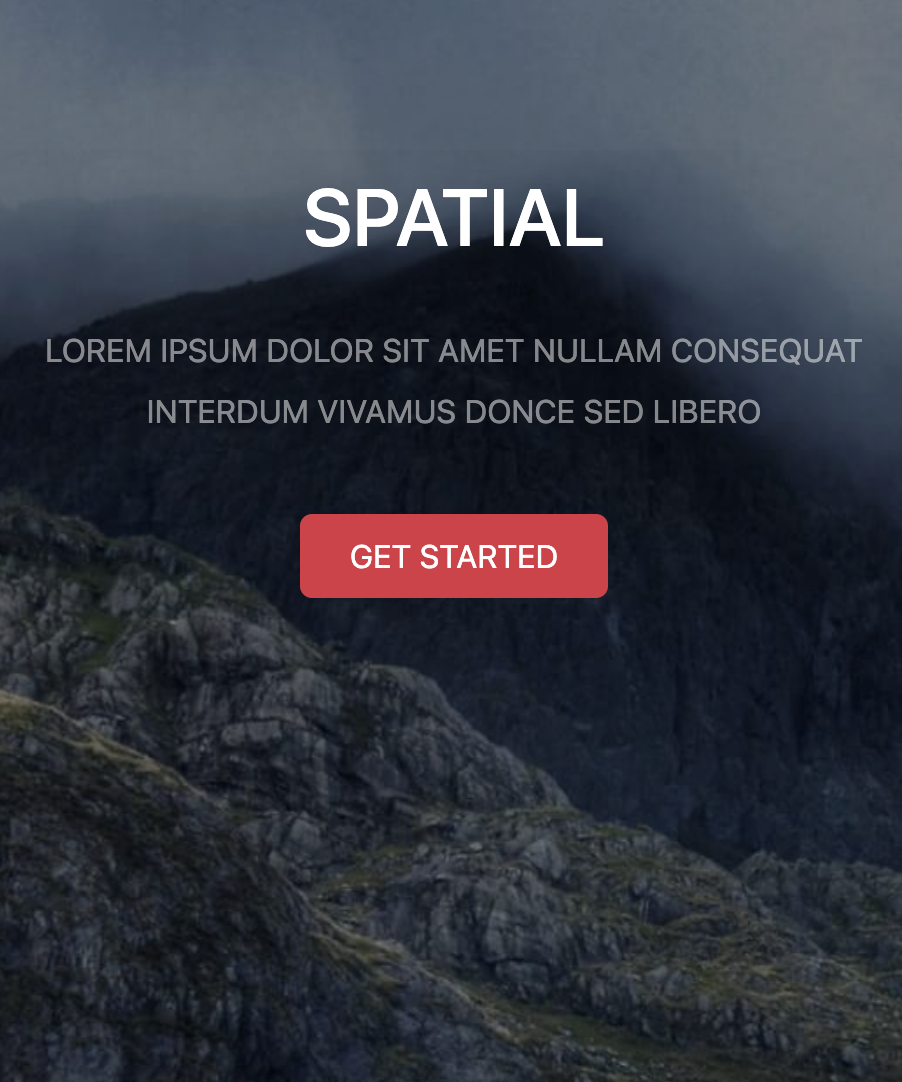 SPATIAL
LOREM IPSUM DOLOR SIT AMET NULLAM CONSEQUAT
INTERDUM VIVAMUS DONCE SED LIBERO
GET STARTED